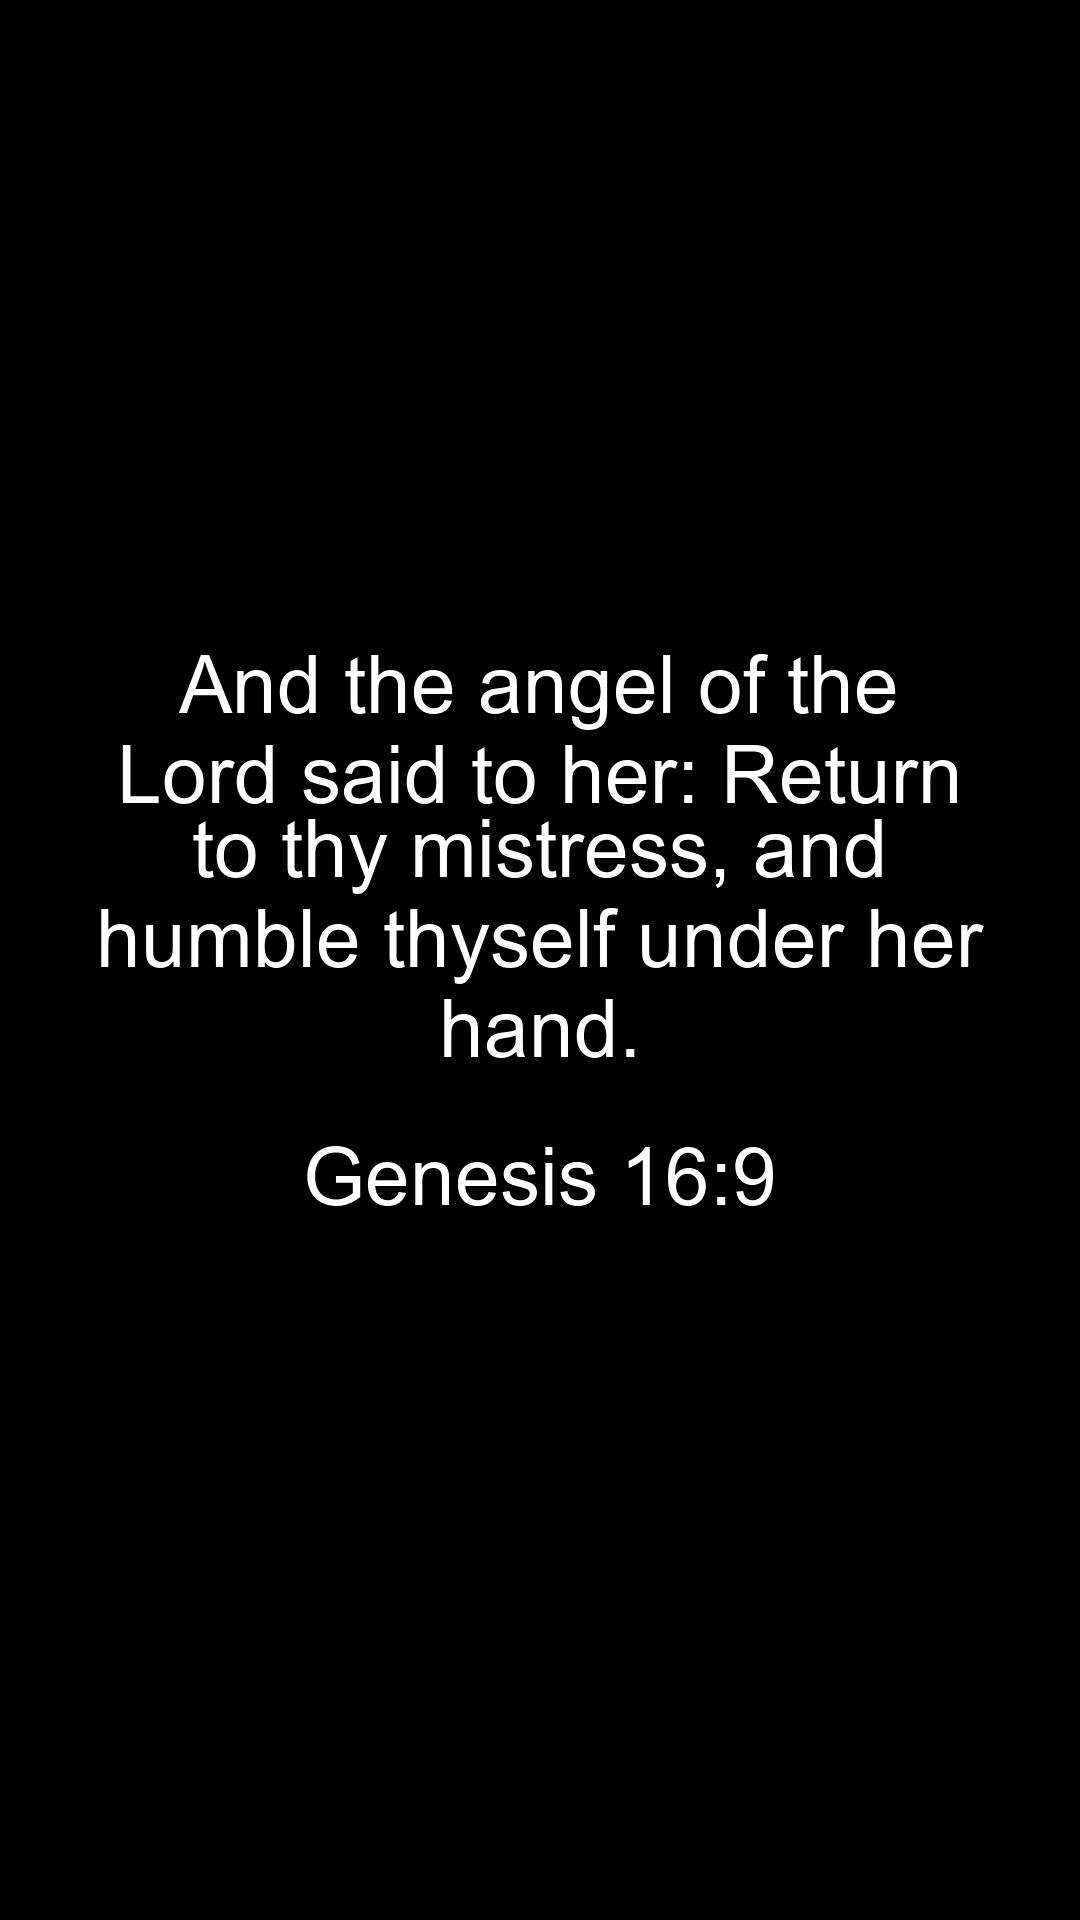 And the angel of the
Lord said to her: Return
to thy mistress, and
humble thyself under her
hand.
Genesis 16:9